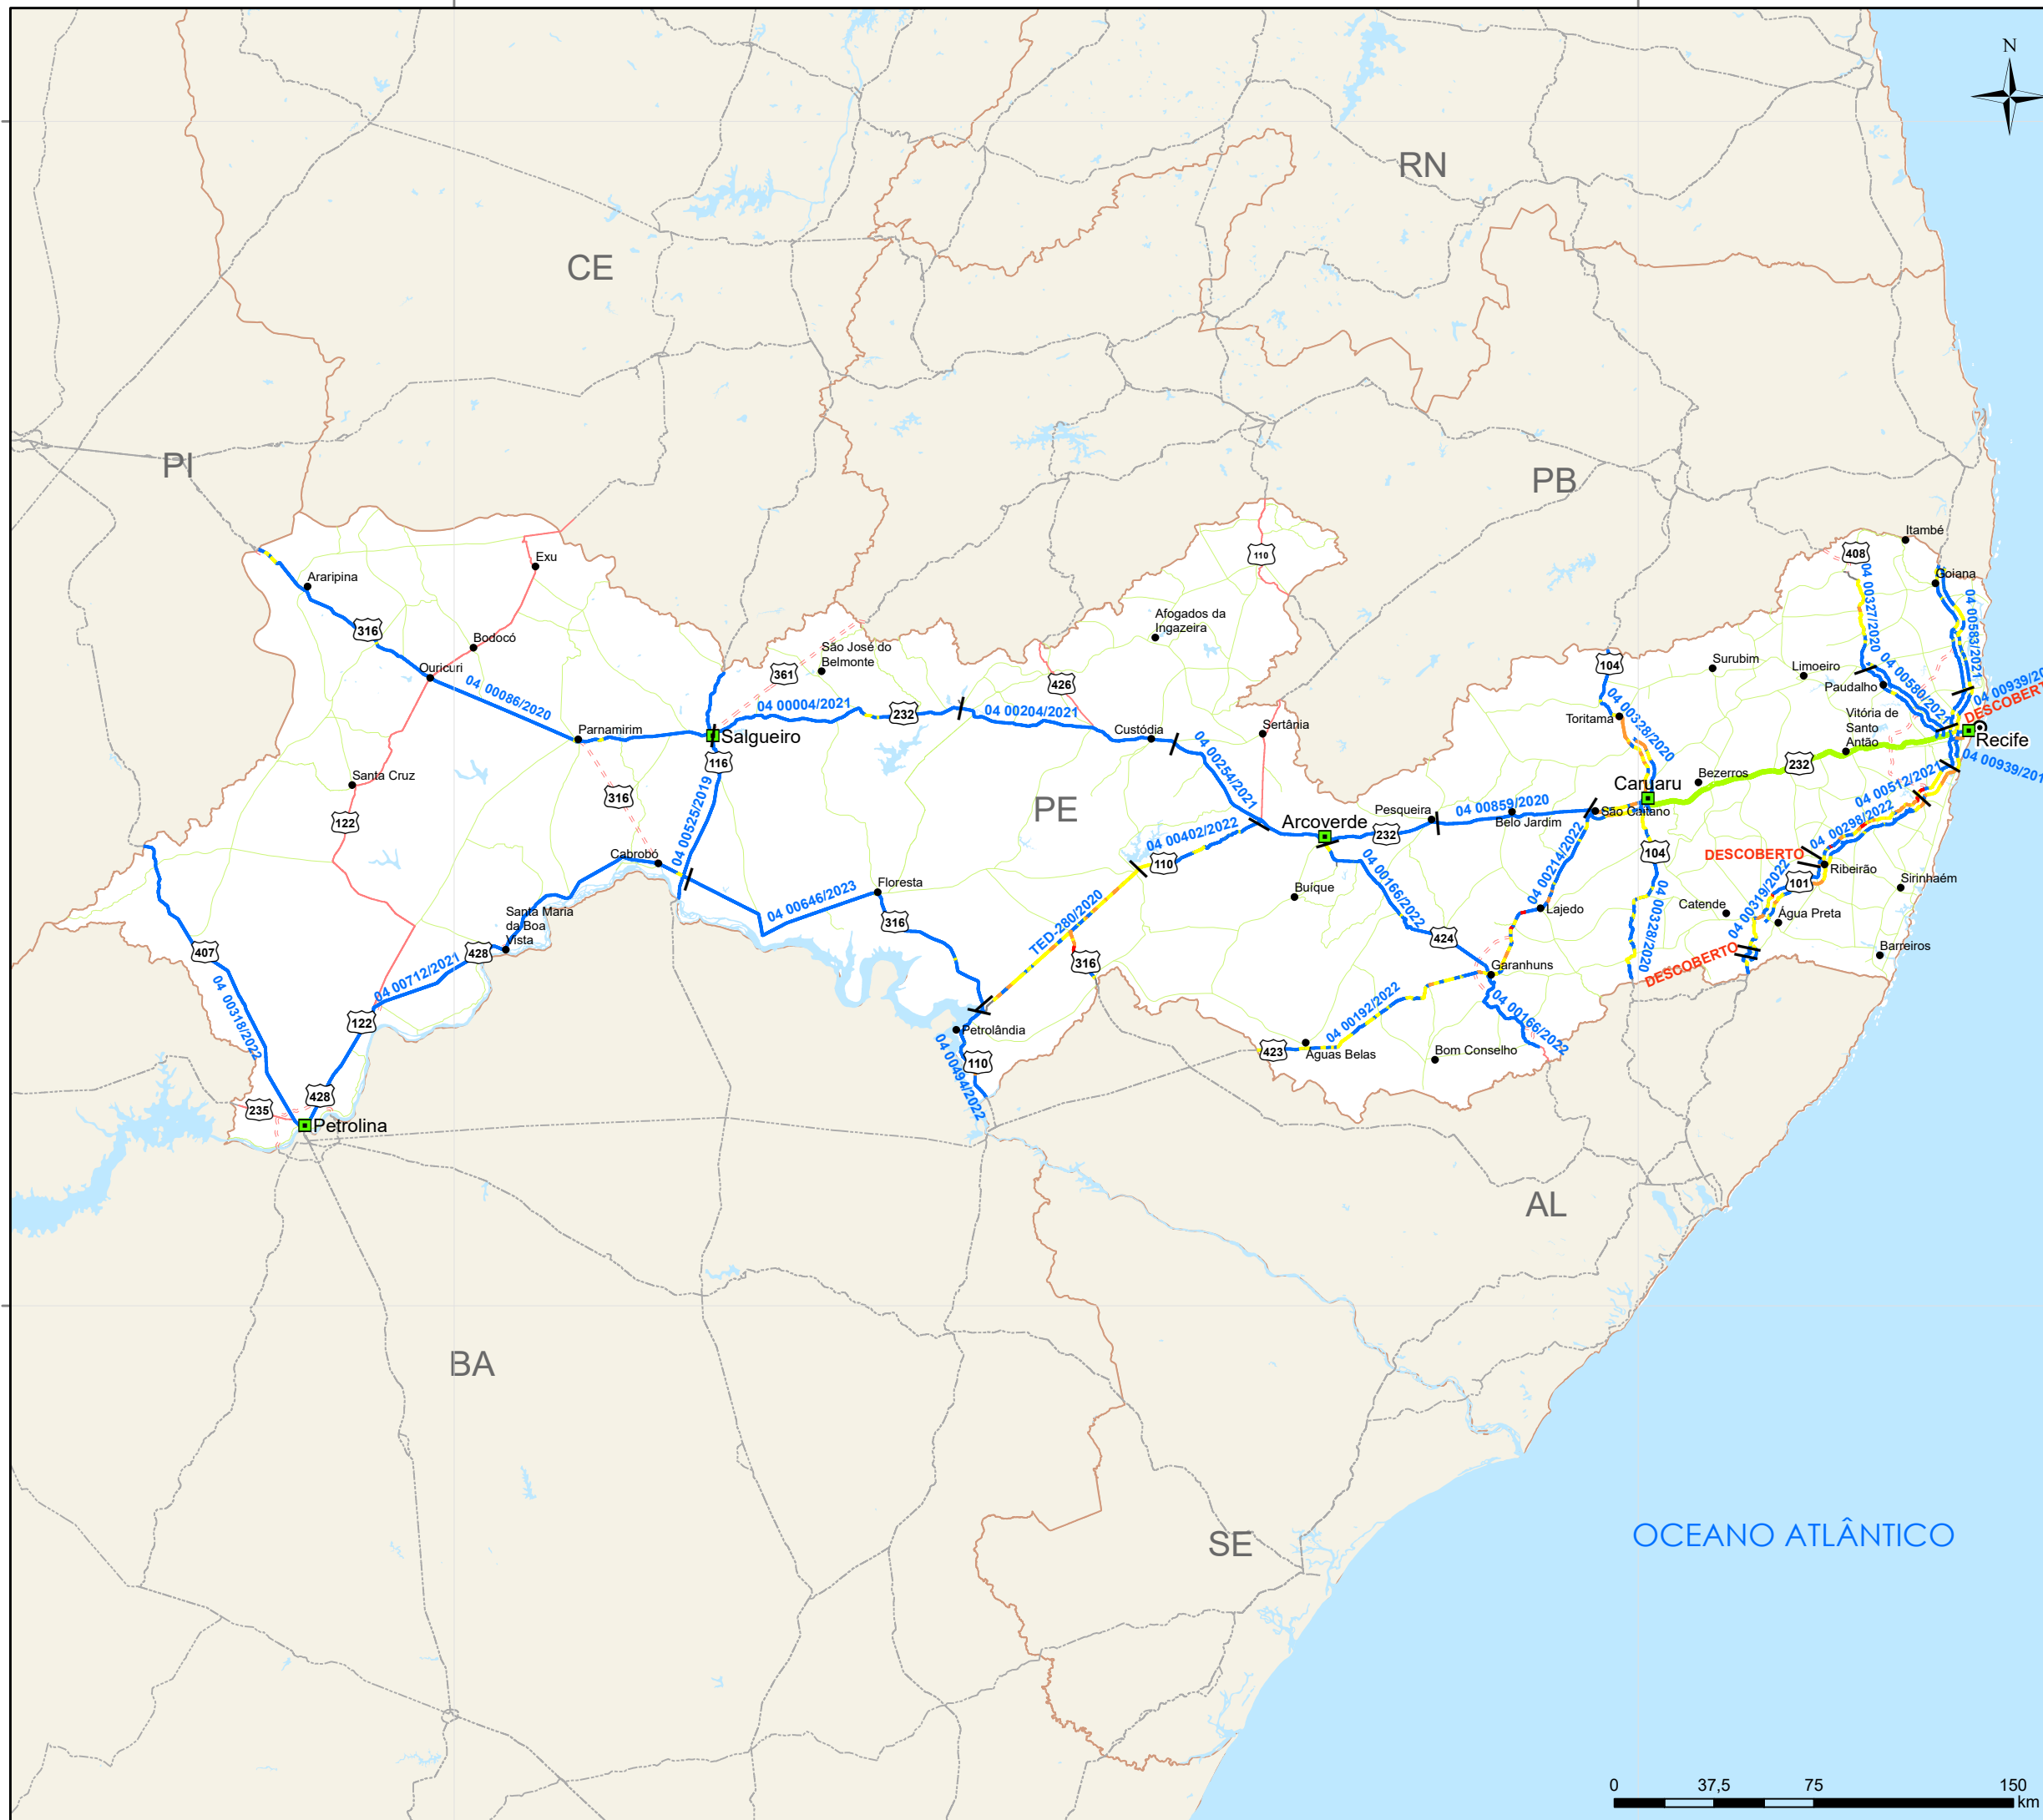 N
RN
CE
PI
PB
Itambé
408
110
Goiana
Exu
Araripina
04 00327/2020
04 00583/2021
316
Afogados da
Ingazeira
Bodocó
São José do
Belmonte
104
Surubim
Limoeiro
Ouricuri
361
426
Paudalho
04 00580/2021
04 00086/2020
04 00004/2021
232
04 00204/2021
04 00328/2020
Toritama
Vitória de
Santo
Antão
DESCOBERT
Parnamirim
Salgueiro
Custódia
Sertânia
Recife
116
04 00254/2021
232
Santa Cruz
316
04 00525/2019
Caruaru
Bezerros
04 00512/2021
122
PE
Pesqueira
04 00859/2020
São Caitano
04 00298/2022
Arcoverde
232
Belo Jardim
04 00402/2022
110
104
DESCOBERTO
Ribeirão
Cabrobó
04 00166/2022
04 00214/2022
101
Sirinhaém
Floresta
Buíque
04 00319/2022
04 00646/2023
Lajedo
04 00328/2020
Catende
Água Preta
Santa Maria
da Boa
Vista
316
TED-280/2020
424
Barreiros
407
428
316
Garanhuns
DESCOBERTO
04 00712/2021
04 00318/2022
122
04 00192/2022
04 00166/2022
Petrolândia
423
Águas Belas
Bom Conselho
04 00494/2022
110
428
235
Petrolina
AL
BA
SE
OCEANO ATLÂNTICO
0
37,5
75
150
km